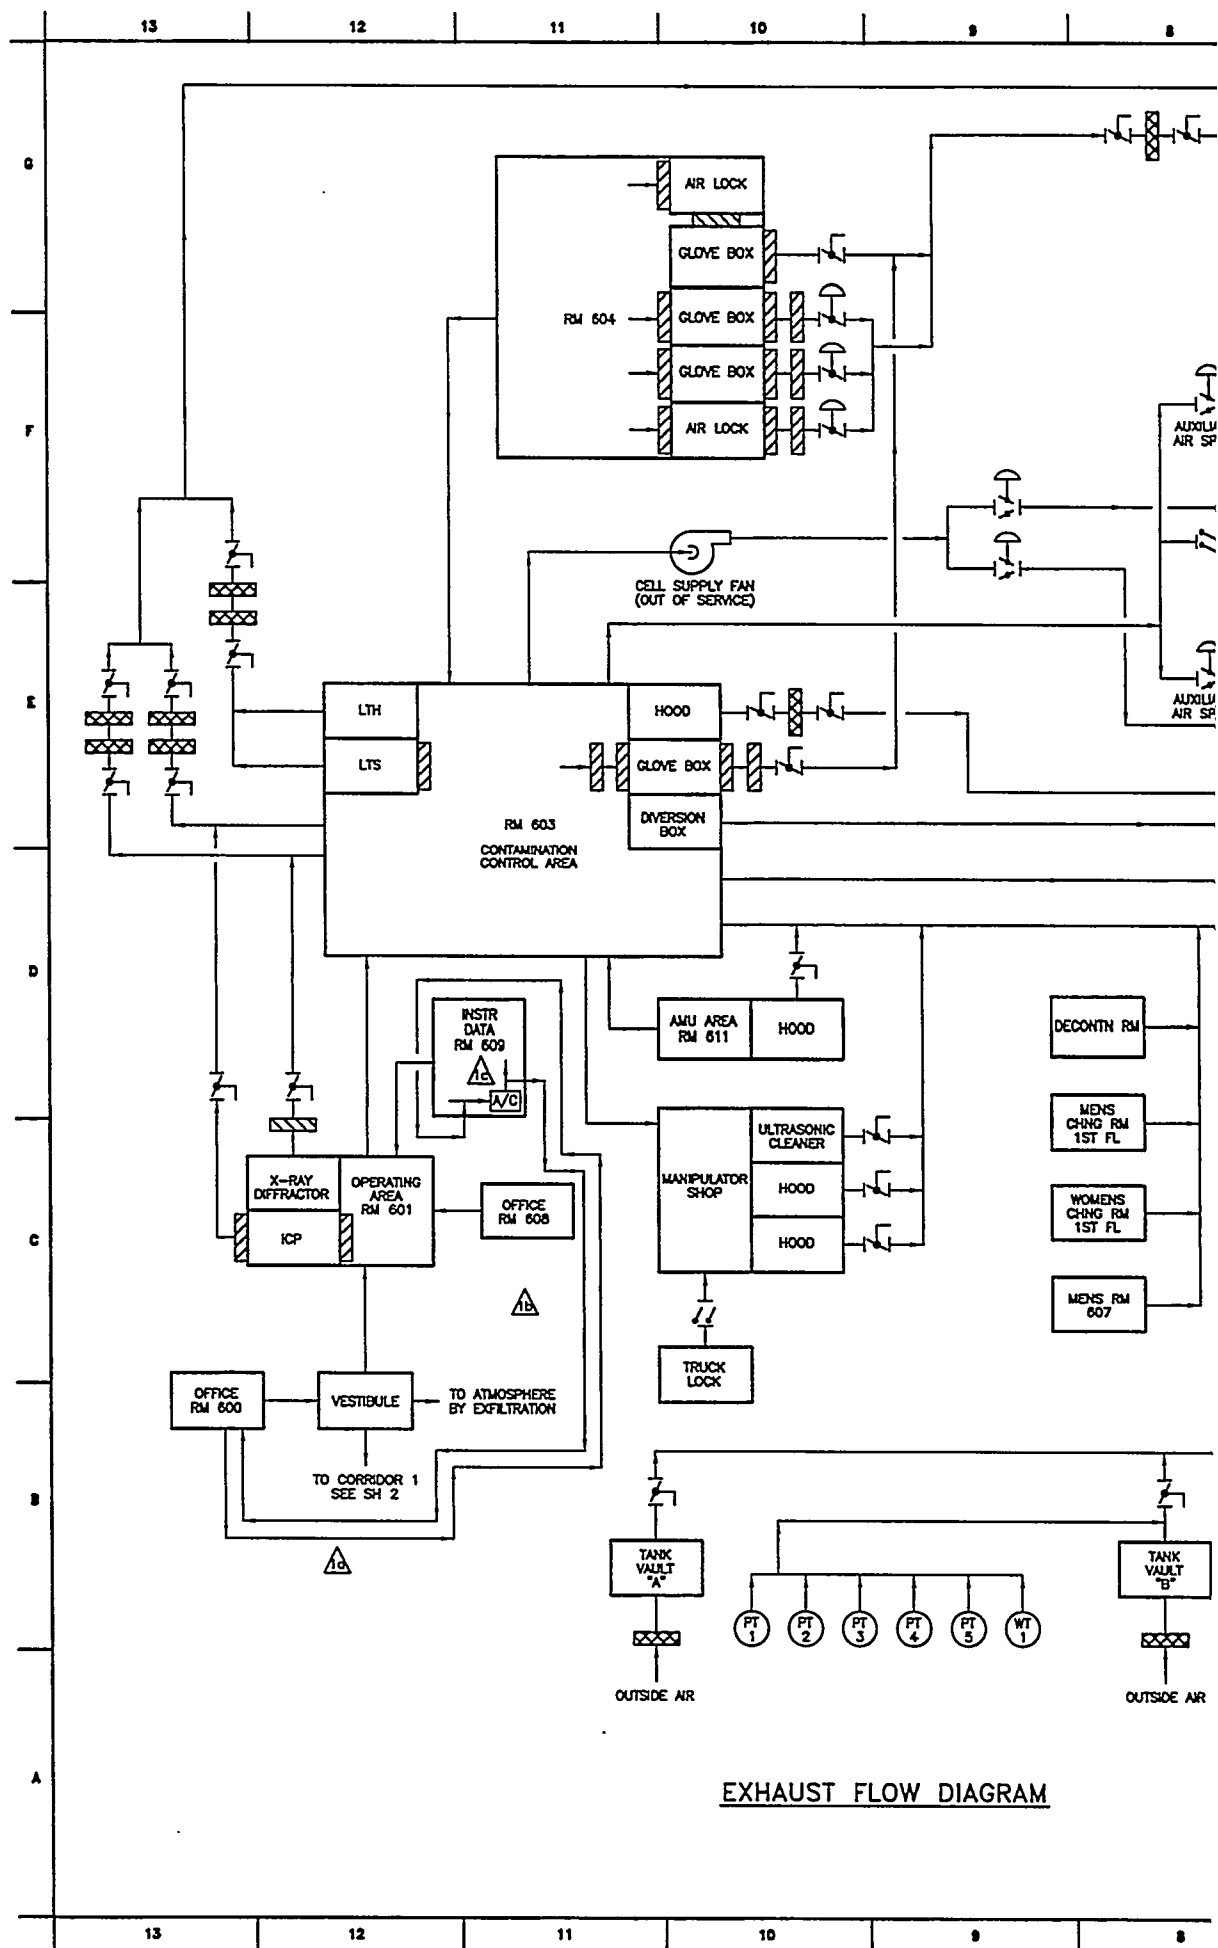 13 12 11 10 9 8
G
AIR LOCK
GLOVE BOX
RM 604
GLOVE BOX
GLOVE BOX
F
AIR LOCK
AUXILIA
AIR SP
CELL SUPPLY FAN
(OUT OF SERVICE)
E
LTH
HOOD
AUXILIA
AIR SP
LTS
GLOVE BOX
RM 603
CONTAMINATION
CONTROL AREA
DIVERSION
BOX
D
INSTR
DATA
RM 609
1c
A/C
AMU AREA
RM 611
HOOD
DECONTN RM
MENS
CHNG RM
1ST FL
ULTRASONIC
CLEANER
X-RAY
DIFFRACTOR
OPERATING
AREA
RM 601
MANIPULATOR
SHOP
HOOD
OFFICE
RM 608
WOMENS
CHNG RM
1ST FL
C
ICP
HOOD
1b
MENS RM
607
TRUCK
LOCK
OFFICE
RM 600
VESTIBULE
TO ATMOSPHERE
BY EXFILTRATION
TO CORRIDOR 1
SEE SH 2
B
TANK
VAULT
"A"
TANK
VAULT
"B"
PT
1
PT
2
PT
3
PT
4
PT
5
WT
1
OUTSIDE AIR
OUTSIDE AIR
A
EXHAUST FLOW DIAGRAM
13 12 11 10 9 8